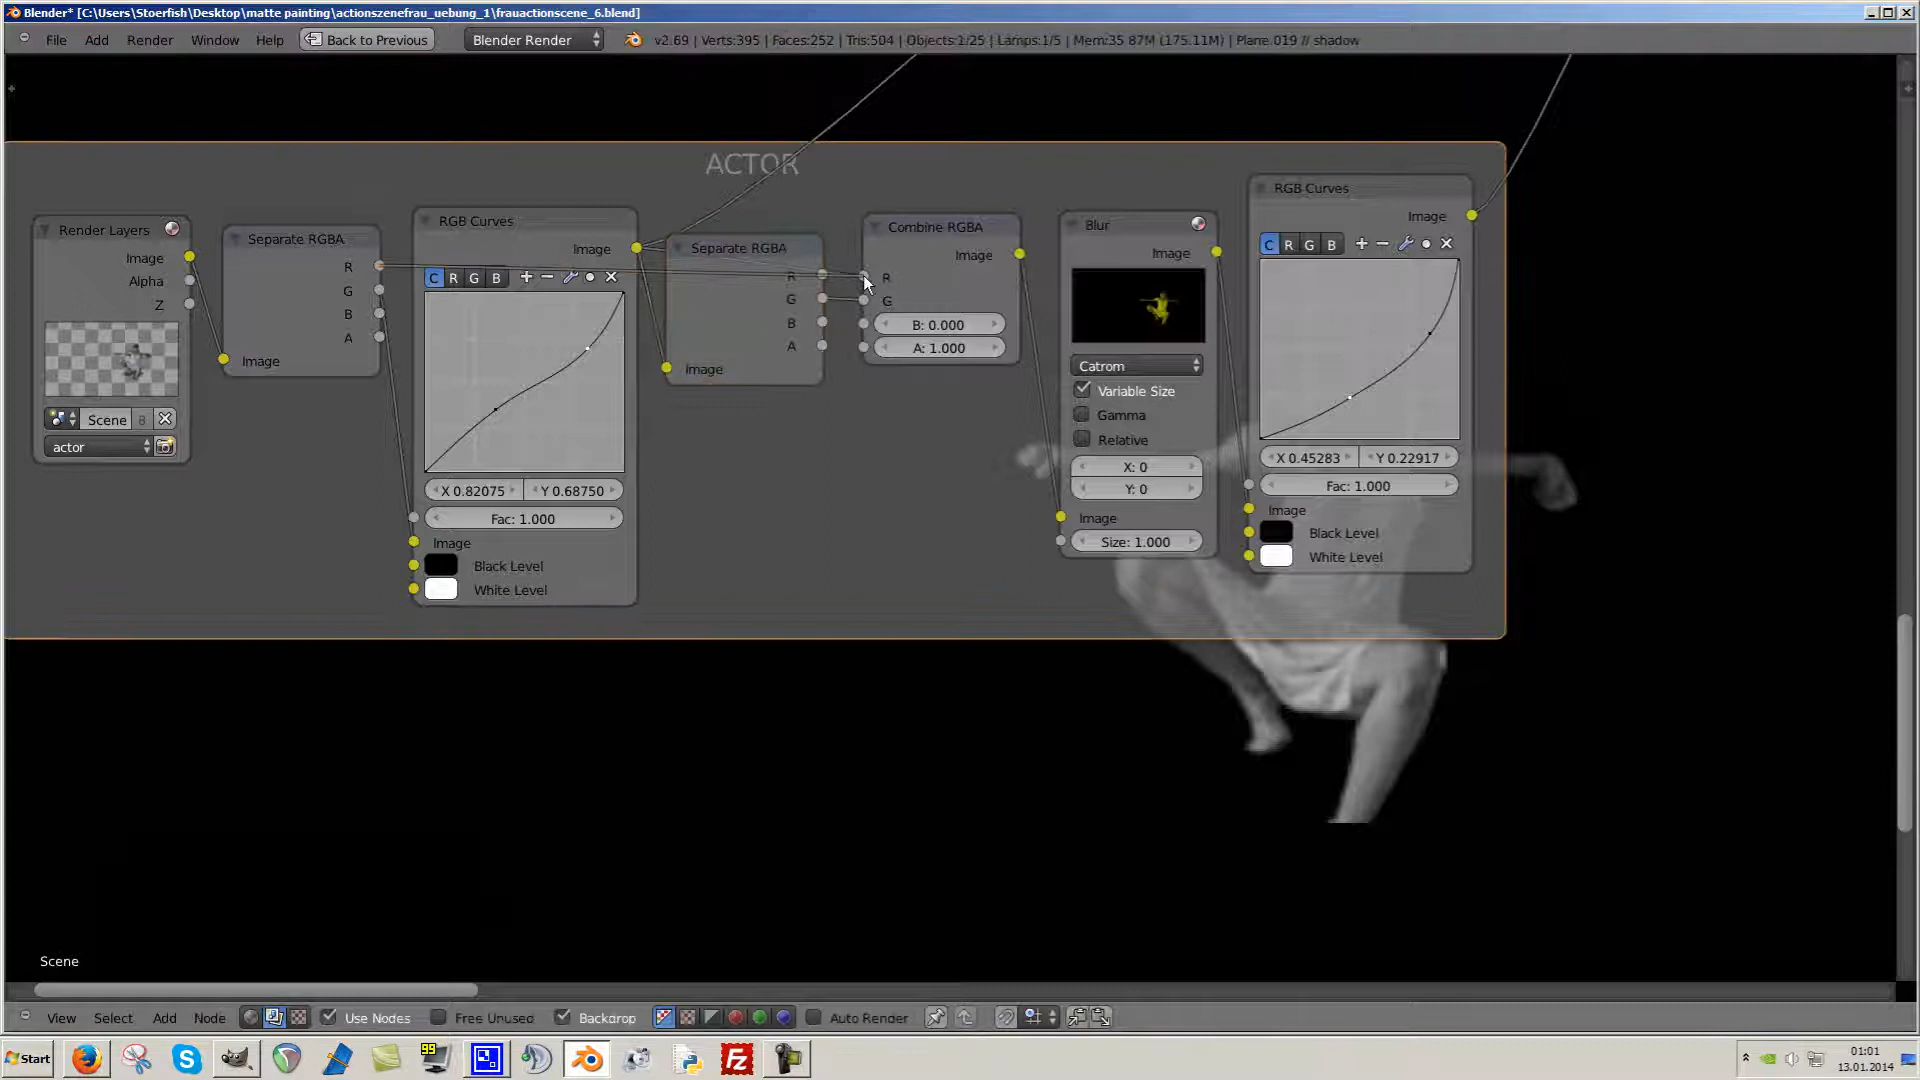 Blender* [C:\Users\Stoerfish\Desktop\matte painting\actionszenefrau_uebung_1\frauactionscene_6.blend]
File Add Render Window Help Back to Previous Blender Render v2.69 | Verts:395 | Faces:252 | Tris:504 | Objects:1/25 | Lamps:1/5 | Mem:35 87M (175.11M) | Plane.019 // shadow
ACTOR
Render Layers
Image
Alpha
Z
Scene 8
actor
Separate RGBA
R
G
B
A
Image
RGB Curves
Image
C R G B
X 0.82075 Y 0.68750
Fac: 1.000
Image
Black Level
White Level
Separate RGBA
R
G
B
A
Image
Combine RGBA
Image
R
G
B: 0.000
A: 1.000
Blur
Image
Catrom
Variable Size
Gamma
Relative
X: 0
Y: 0
Image
Size: 1.000
RGB Curves
Image
C R G B
X 0.45283 Y 0.22917
Fac: 1.000
Image
Black Level
White Level
Scene
View Select Add Node Use Nodes Free Unused Backdrop Auto Render
Start 99 FZ 01:01
13.01.2014